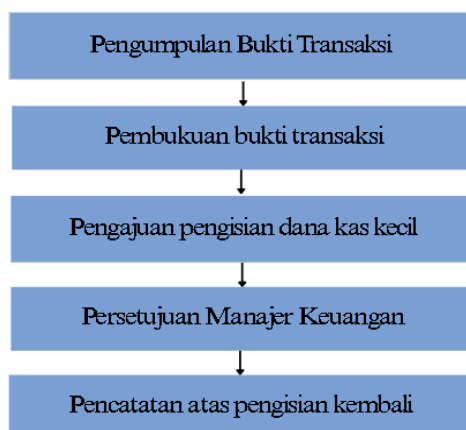 Pengumpulan Bukti Transaksi
Pembukuan bukti transaksi
Pengajuan pengisian dana kas kecil
Persetujuan Manajer Keuangan
Pencatatan atas pengisian kembali